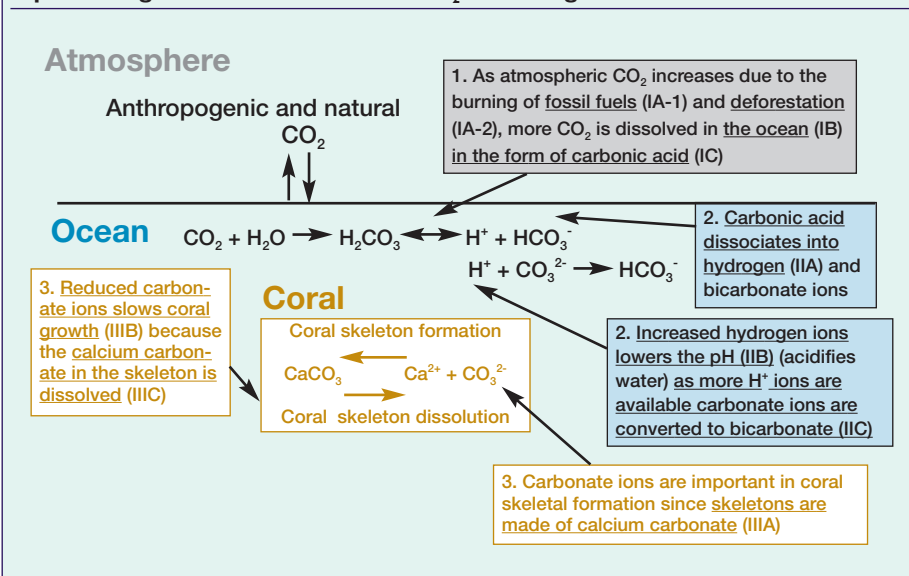 Atmosphere
Anthropogenic and natural
CO₂
1. As atmospheric CO₂ increases due to the
burning of fossil fuels (IA-1) and deforestation
(IA-2), more CO₂ is dissolved in the ocean (IB)
in the form of carbonic acid (IC)
Ocean
CO₂ + H₂O → H₂CO₃ ↔ H⁺ + HCO₃⁻
H⁺ + CO₃²⁻ → HCO₃⁻
2. Carbonic acid
dissociates into
hydrogen (IIA) and
bicarbonate ions
3. Reduced carbon-
ate ions slows coral
growth (IIIB) because
the calcium carbon-
ate in the skeleton is
dissolved (IIIC)
Coral
Coral skeleton formation
CaCO₃ Ca²⁺ + CO₃²⁻
Coral skeleton dissolution
2. Increased hydrogen ions
lowers the pH (IIB) (acidifies
water) as more H⁺ ions are
available carbonate ions are
converted to bicarbonate (IIC)
3. Carbonate ions are important in coral
skeletal formation since skeletons are
made of calcium carbonate (IIIA)